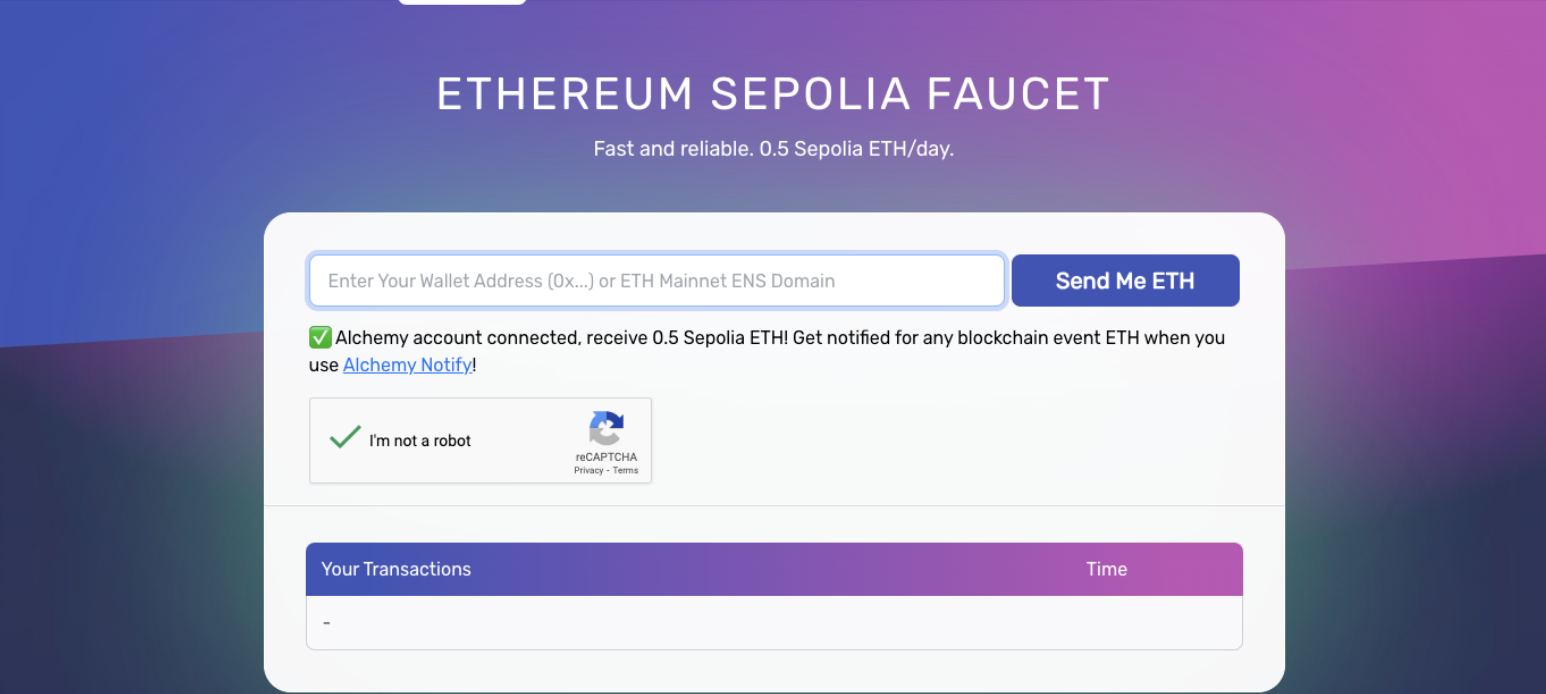 ETHEREUM SEPOLIA FAUCET
Fast and reliable. 0.5 Sepolia ETH/day.
Enter Your Wallet Address (0x...) or ETH Mainnet ENS Domain
Send Me ETH
✅ Alchemy account connected, receive 0.5 Sepolia ETH! Get notified for any blockchain event ETH when you
use Alchemy Notify!
I'm not a robot
reCAPTCHA
Privacy - Terms
Your Transactions Time
-